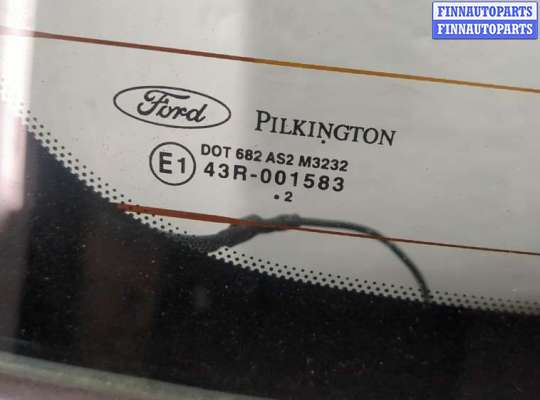 FINNAUTOPARTS
FINNAUTOPARTS
Ford PILKINGTON
DOT 682 AS2 M3232
E1 43R-001583
.2